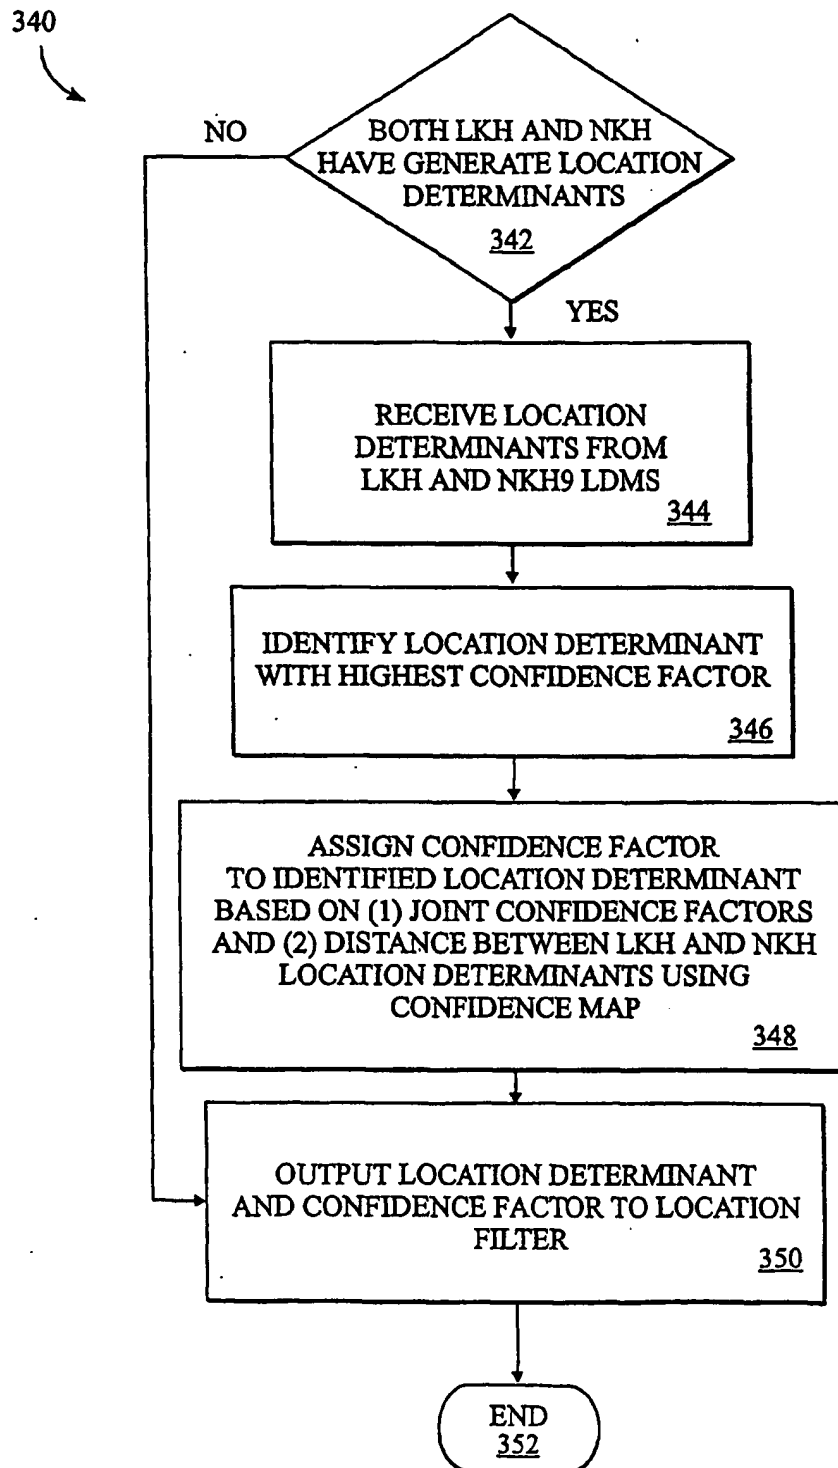 340
NO
BOTH LKH AND NKH
HAVE GENERATE LOCATION
DETERMINANTS
342
YES
RECEIVE LOCATION
DETERMINANTS FROM
LKH AND NKH9 LDMS
344
IDENTIFY LOCATION DETERMINANT
WITH HIGHEST CONFIDENCE FACTOR
346
ASSIGN CONFIDENCE FACTOR
TO IDENTIFIED LOCATION DETERMINANT
BASED ON (1) JOINT CONFIDENCE FACTORS
AND (2) DISTANCE BETWEEN LKH AND NKH
LOCATION DETERMINANTS USING
CONFIDENCE MAP
348
OUTPUT LOCATION DETERMINANT
AND CONFIDENCE FACTOR TO LOCATION
FILTER
350
END
352